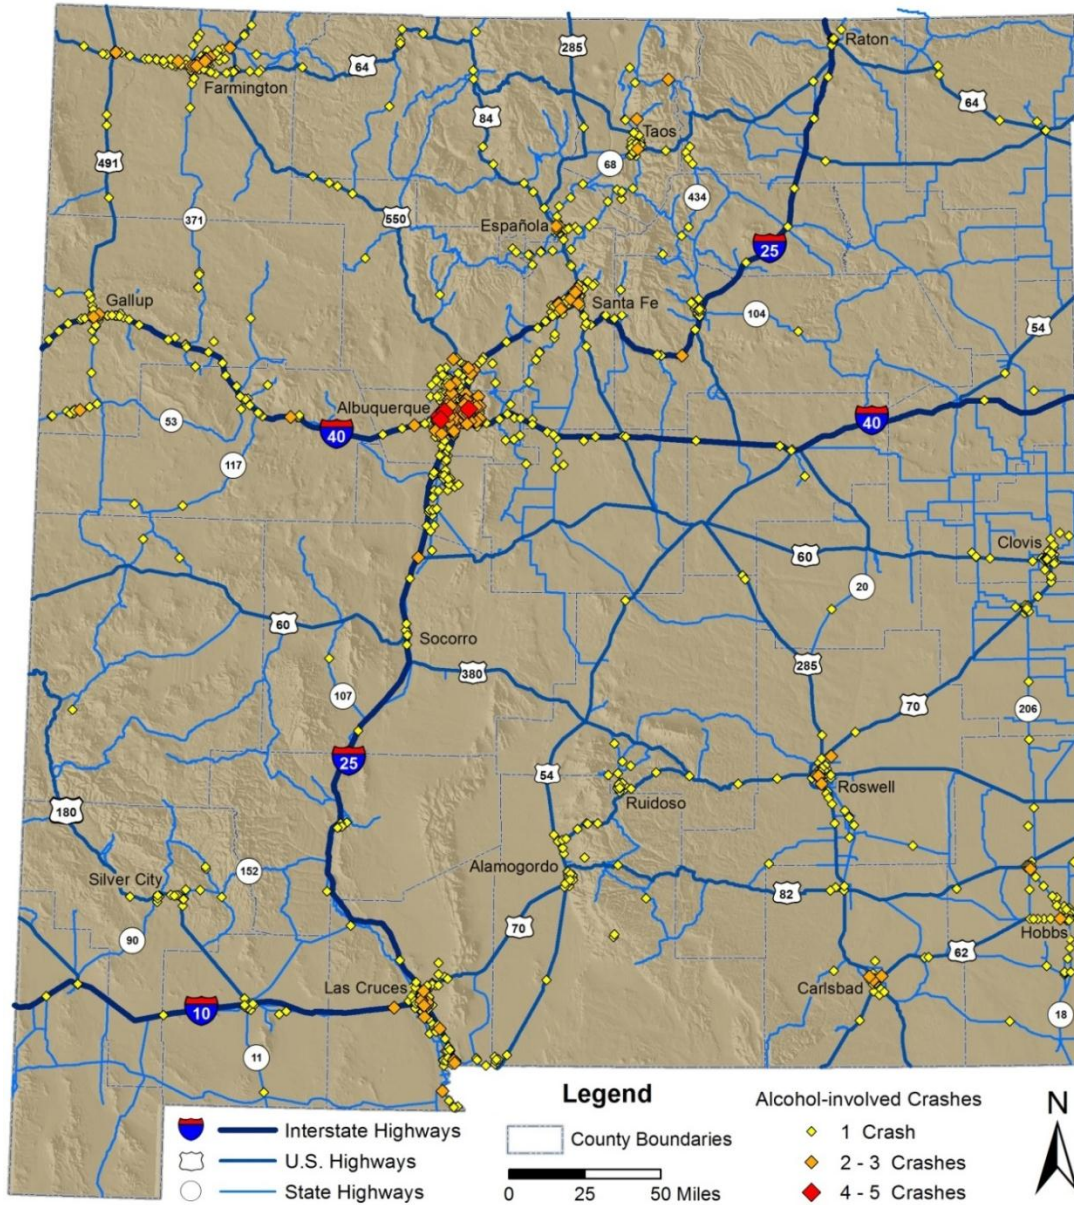 Raton
285
64
Farmington
64
84
Taos
491
68
434
371
550
Española
25
Gallup
Santa Fe
104
54
Albuquerque
53
40
40
117
Clovis
60
20
60
Socorro
285
380
107
70
206
25
54
Roswell
Ruidoso
180
Alamogordo
Silver City
152
82
70
Hobbs
90
62
Las Cruces
Carlsbad
10
18
11
Legend
Alcohol-involved Crashes
N
Interstate Highways
County Boundaries
1 Crash
U.S. Highways
2 - 3 Crashes
State Highways
0 25 50 Miles
4 - 5 Crashes